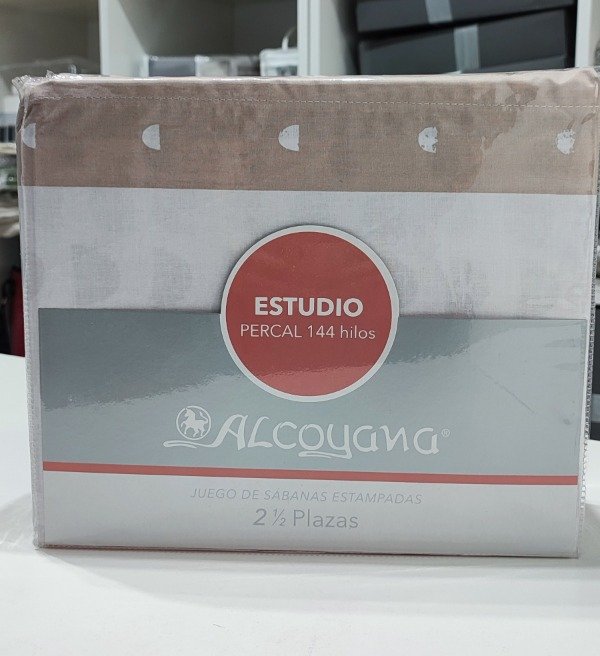 ESTUDIO
PERCAL 144 hilos
ALCOYANA®
JUEGO DE SABANAS ESTAMPADAS
2 ½ Plazas